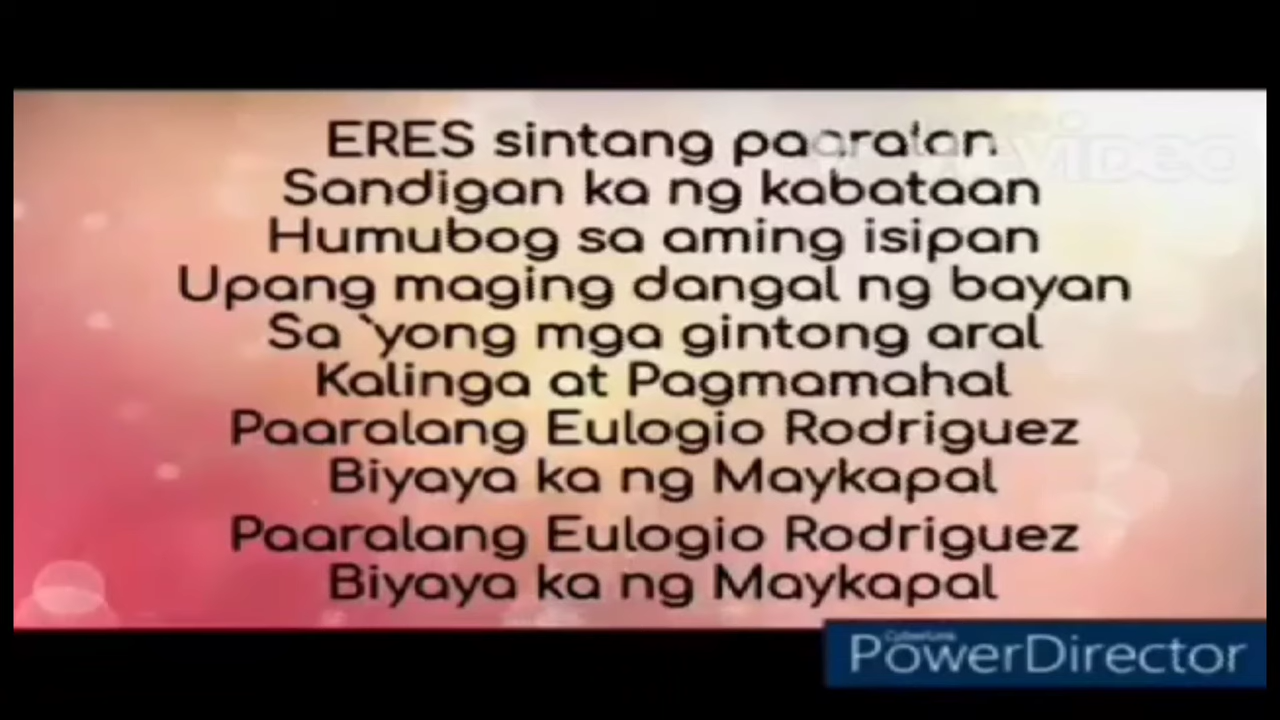 ERES sintang paaralan
Sandigan ka ng kabataan
Humubog sa aming isipan
Upang maging dangal ng bayan
Sa `yong mga gintong aral
Kalinga at Pagmamahal
Paaralang Eulogio Rodriguez
Biyaya ka ng Maykapal
Paaralang Eulogio Rodriguez
Biyaya ka ng Maykapal
CyberLink
PowerDirector